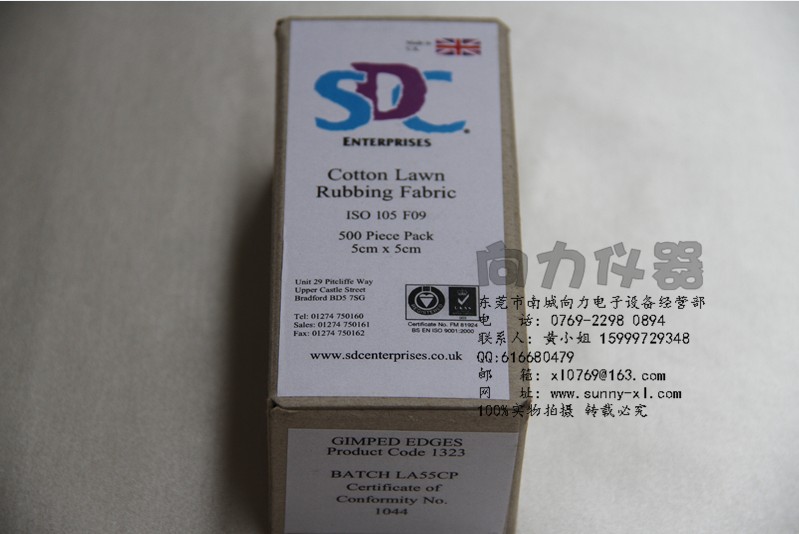 Made in
U.K.
SDC
ENTERPRISES
Cotton Lawn
Rubbing Fabric
ISO 105 F09
500 Piece Pack
5cm x 5cm
Unit 29 Pitcliffe Way
Upper Castle Street
Bradford BD5 7SG
Tel: 01274 750160
Sales: 01274 750161
Fax: 01274 750162
Certificate No. FM 81924
BS EN ISO 9001:2000
www.sdcenterprises.co.uk
向力仪器
东莞市南城向力电子设备经营部
电 话: 0769-2298 0894
联系人: 黄小姐 15999729348
QQ:616680479
邮 箱: xl0769@163.com
网 址: www.sunny-xl.com
100%实物拍摄 转载必究
GIMPED EDGES
Product Code 1323
BATCH LA55CP
Certificate of
Conformity No.
1044